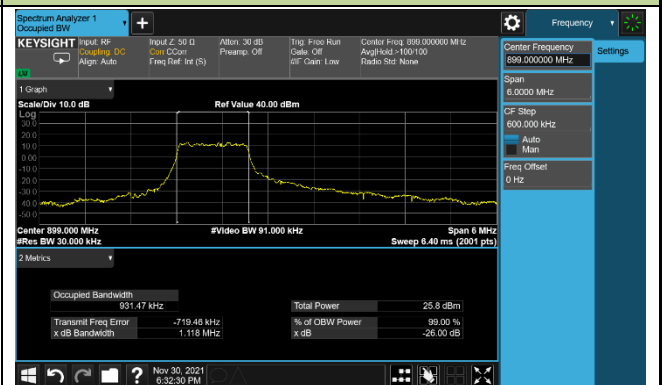 Spectrum Analyzer 1
Occupied BW
+
Frequency
KEYSIGHT
Input: RF
Coupling: DC
Align: Auto
Input Z: 50 Ω
Corr CCorr
Freq Ref: Int (S)
Atten: 30 dB
Preamp: Off
Trig: Free Run
Gate: Off
#IF Gain: Low
Center Freq: 899.000000 MHz
Avg|Hold:>100/100
Radio Std: None
LXI
Center Frequency
899.000000 MHz
Settings
Span
6.0000 MHz
CF Step
600.000 kHz
Auto
Man
Freq Offset
0 Hz
1 Graph
Scale/Div 10.0 dB
Ref Value 40.00 dBm
Log
30.0
20.0
10.0
0.00
-10.0
-20.0
-30.0
-40.0
-50.0
Center 899.000 MHz
#Video BW 91.000 kHz
Span 6 MHz
#Res BW 30.000 kHz
Sweep 6.40 ms (2001 pts)
2 Metrics
Occupied Bandwidth
931.47 kHz
Total Power
25.8 dBm
Transmit Freq Error
-719.46 kHz
% of OBW Power
99.00 %
x dB Bandwidth
1.118 MHz
x dB
-26.00 dB
?
Nov 30, 2021
6:32:30 PM